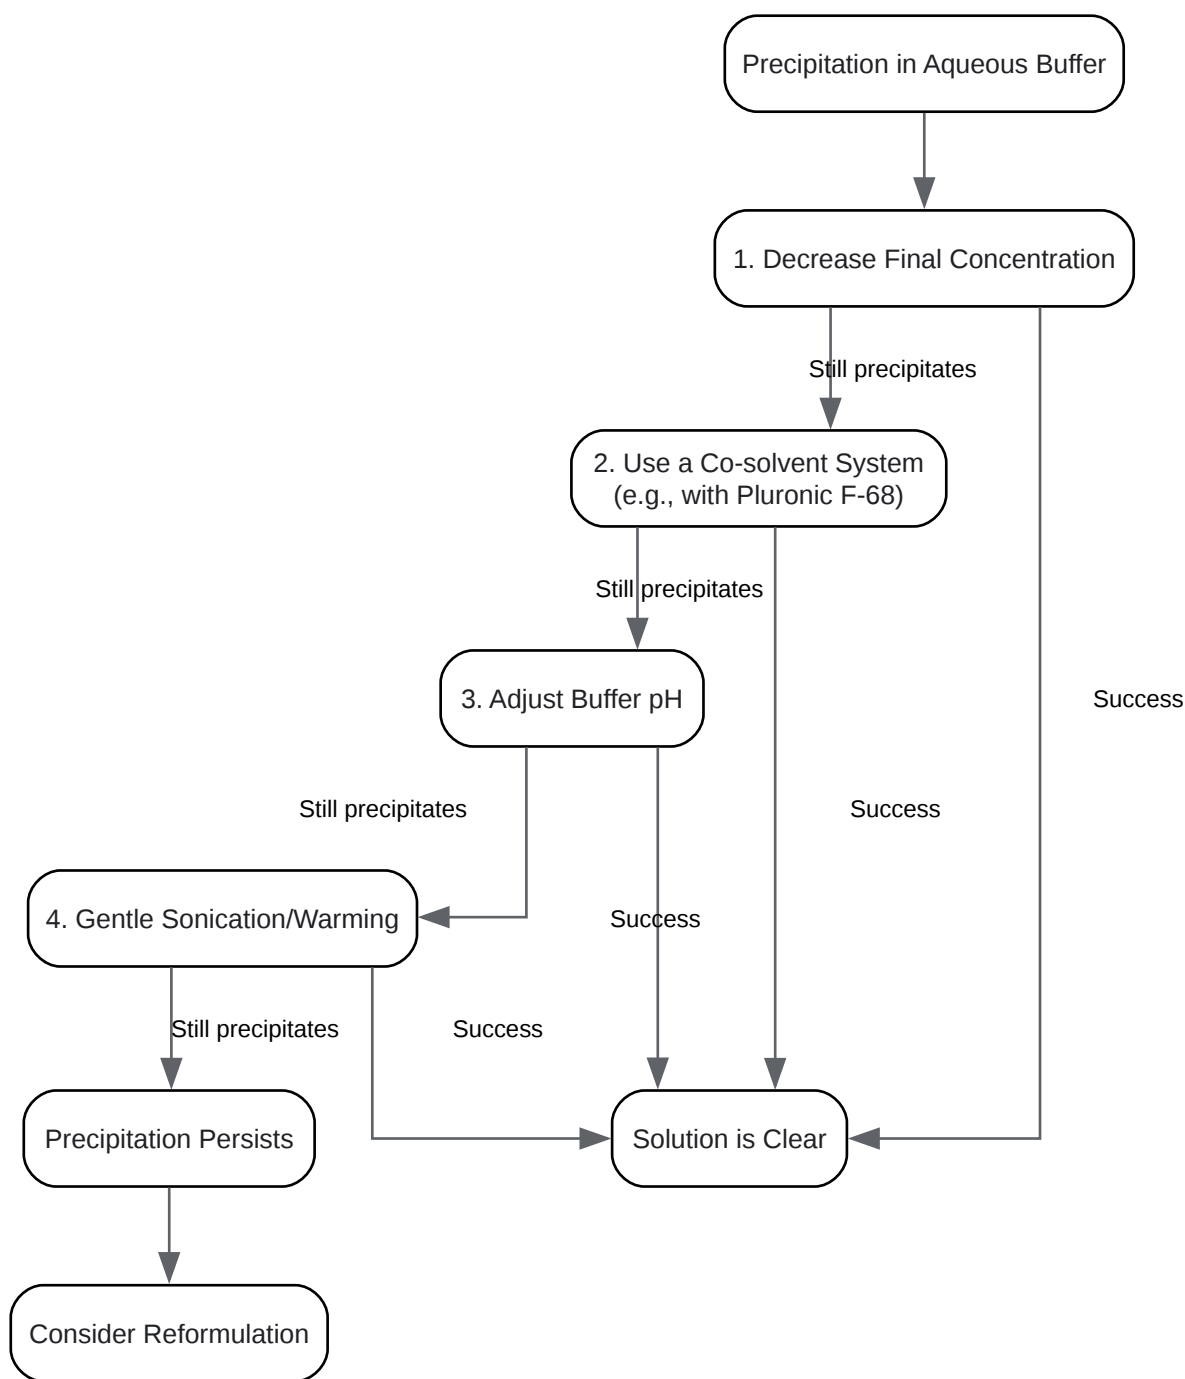 Precipitation in Aqueous Buffer
1. Decrease Final Concentration
Still precipitates
2. Use a Co-solvent System
(e.g., with Pluronic F-68)
Still precipitates
3. Adjust Buffer pH
Success
Still precipitates
Success
4. Gentle Sonication/Warming
Success
Still precipitates
Success
Precipitation Persists
Solution is Clear
Consider Reformulation